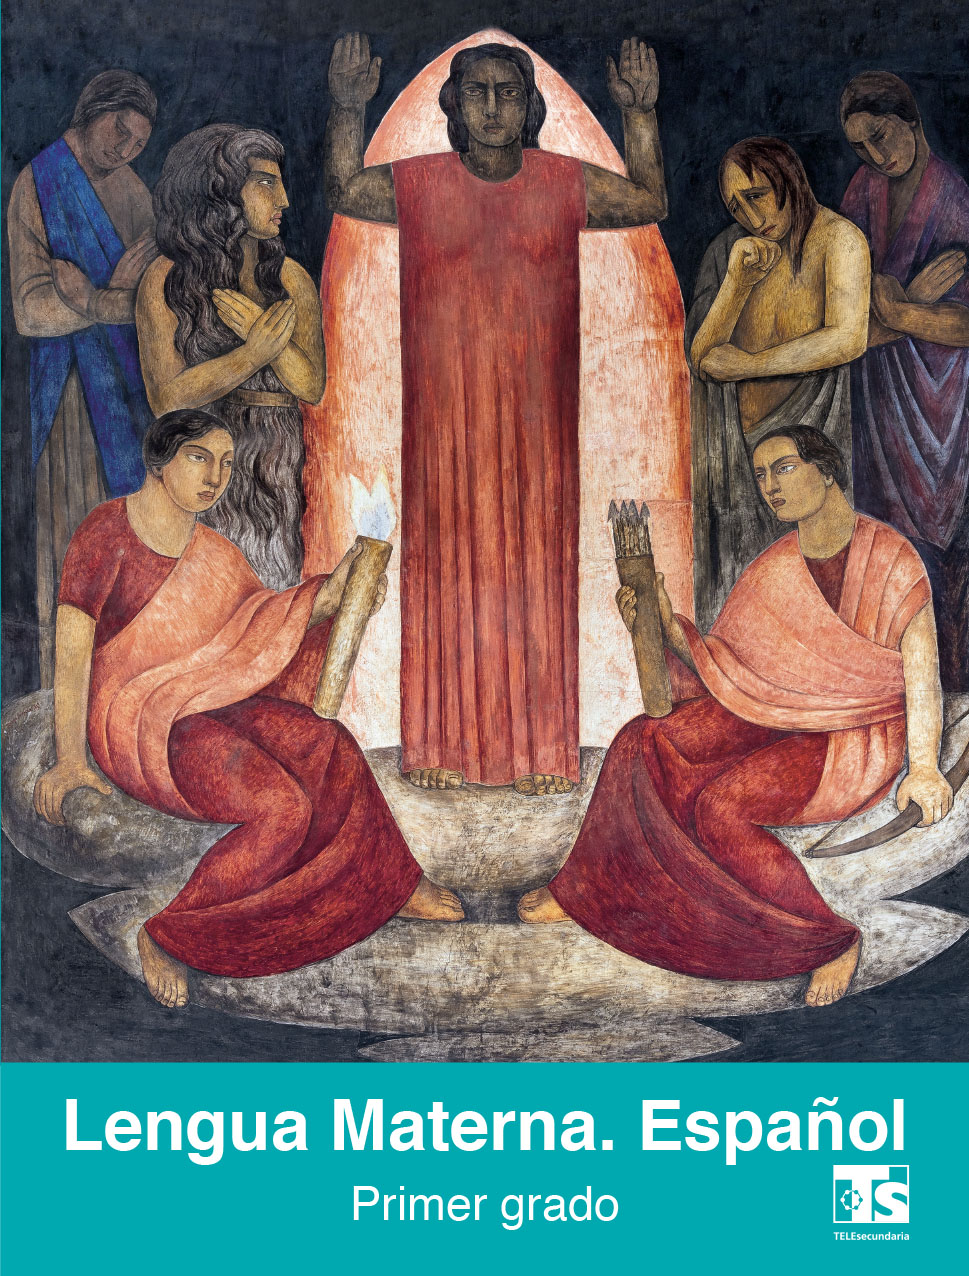 Lengua Materna. Español
Primer grado
TS
TELEsecundaria